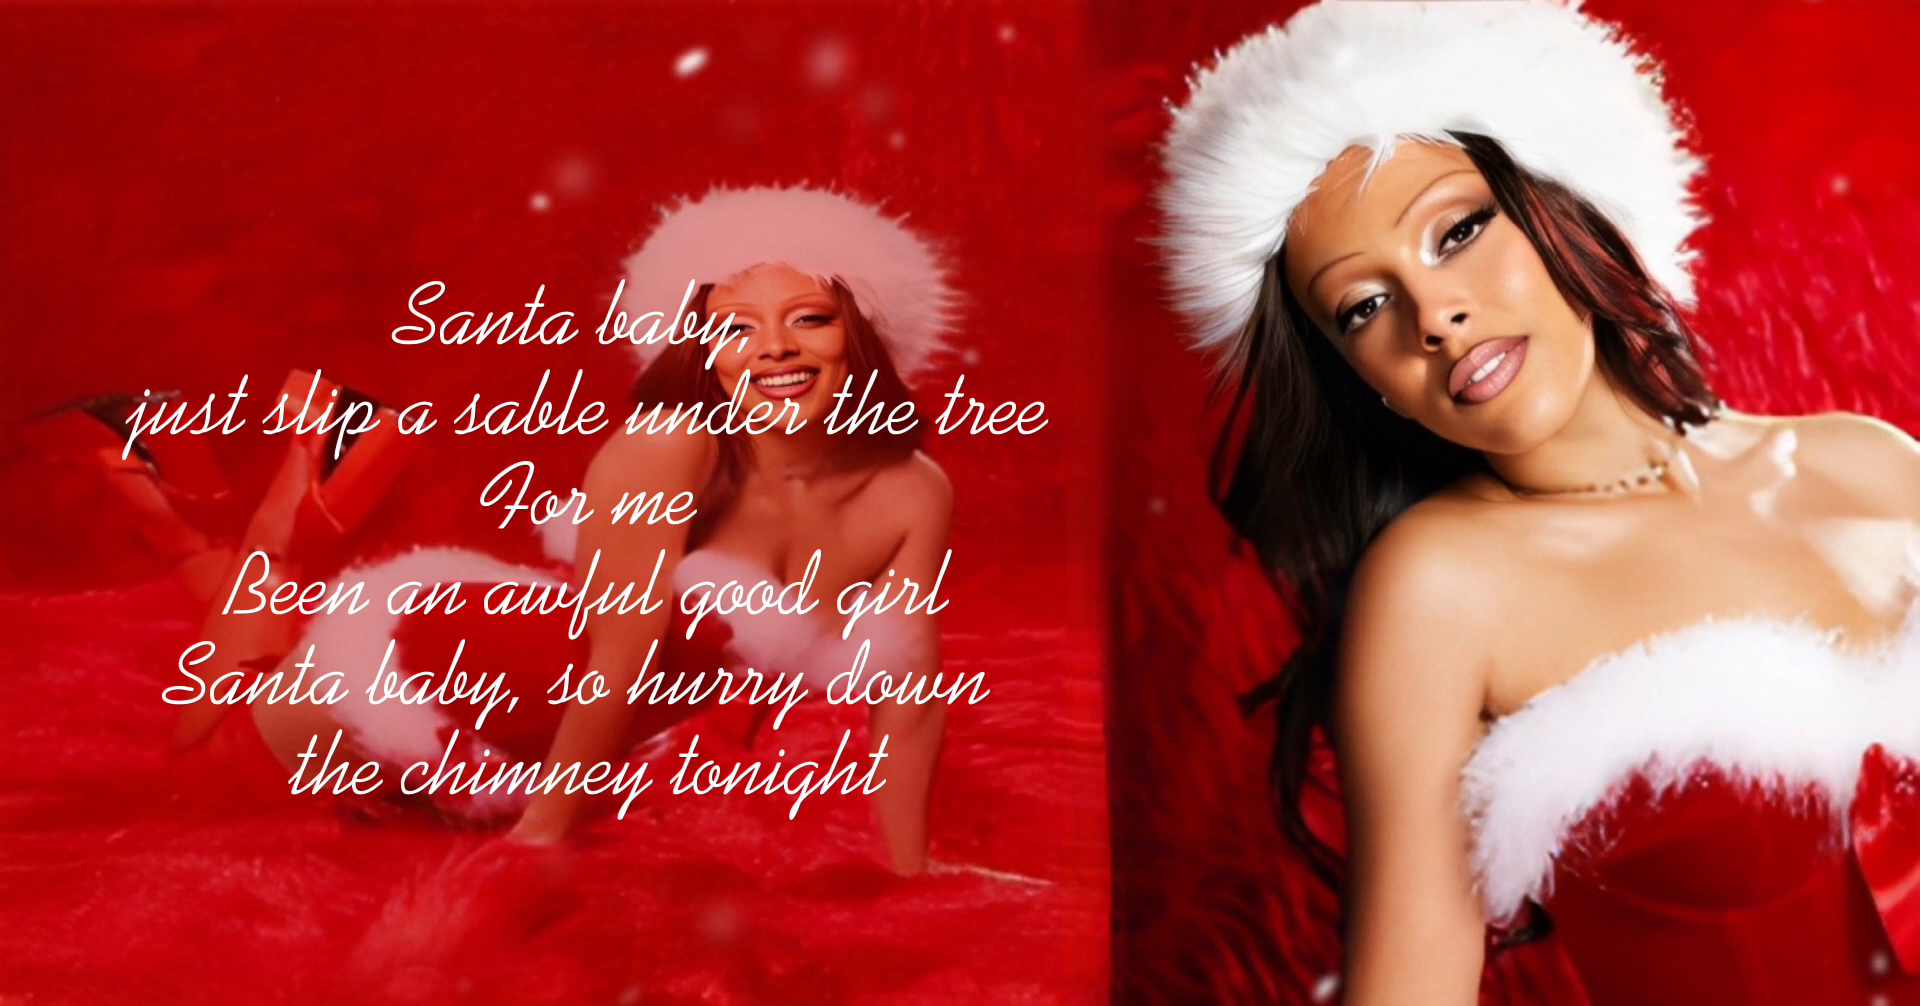 Santa baby,
just slip a sable under the tree
For me
Been an awful good girl
Santa baby, so hurry down
the chimney tonight